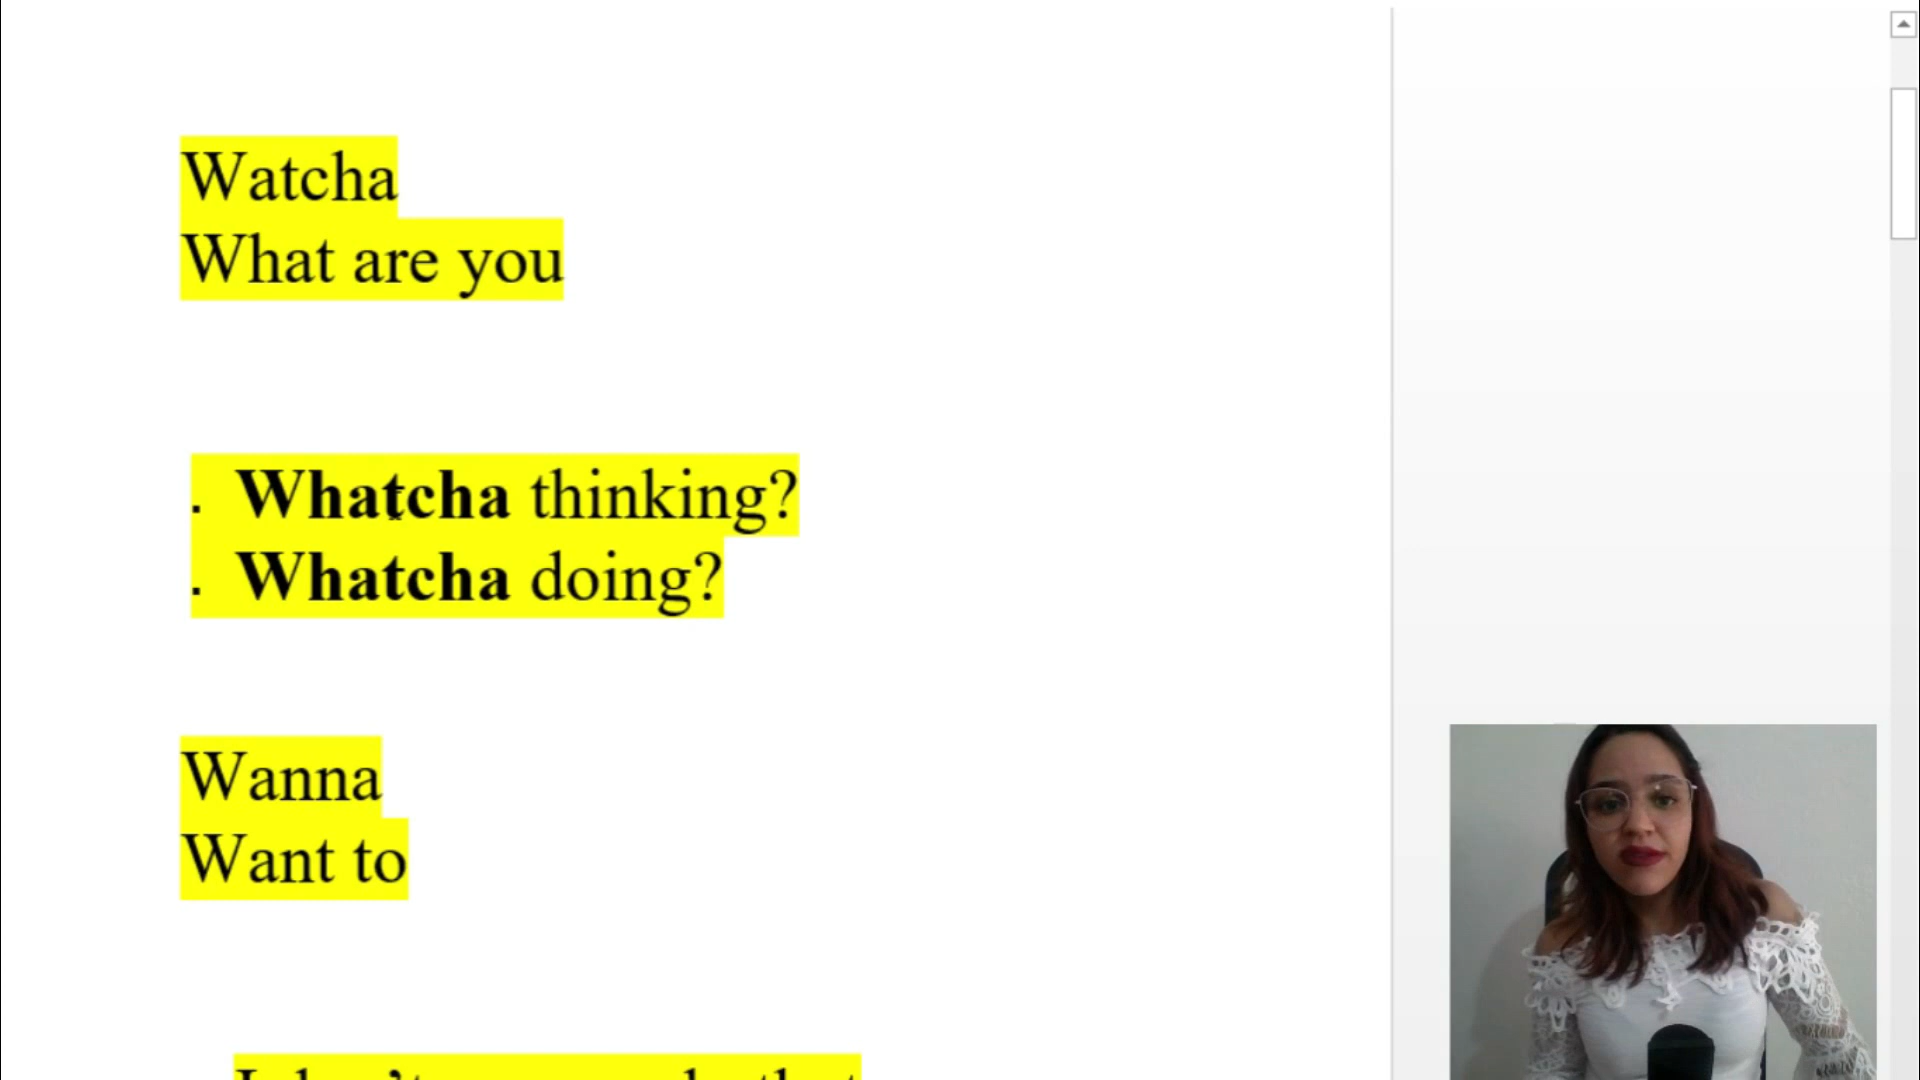 Watcha
What are you
. Whatcha thinking?
. Whatcha doing?
Wanna
Want to